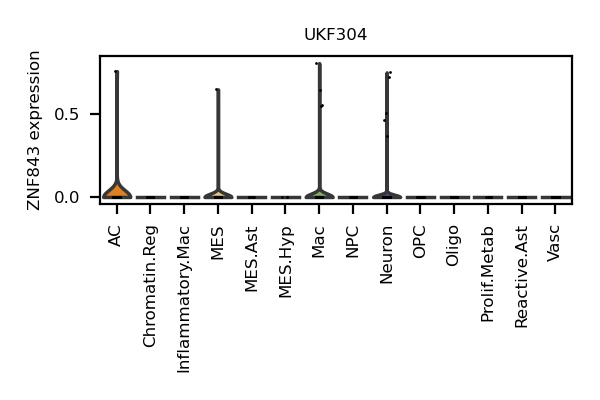 UKF304
ZNF843 expression
0.5
0.0
AC
Chromatin.Reg
Inflammatory.Mac
MES
MES.Ast
MES.Hyp
Mac
NPC
Neuron
OPC
Oligo
Prolif.Metab
Reactive.Ast
Vasc